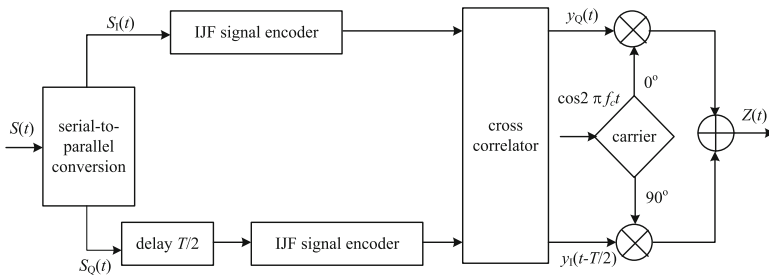 S_I(t)
IJF signal encoder
y_Q(t)
0°
cos2 π f_c t
S(t)
serial-to-
parallel
conversion
cross
correlator
carrier
Z(t)
90°
delay T/2
IJF signal encoder
S_Q(t)
y_I(t-T/2)